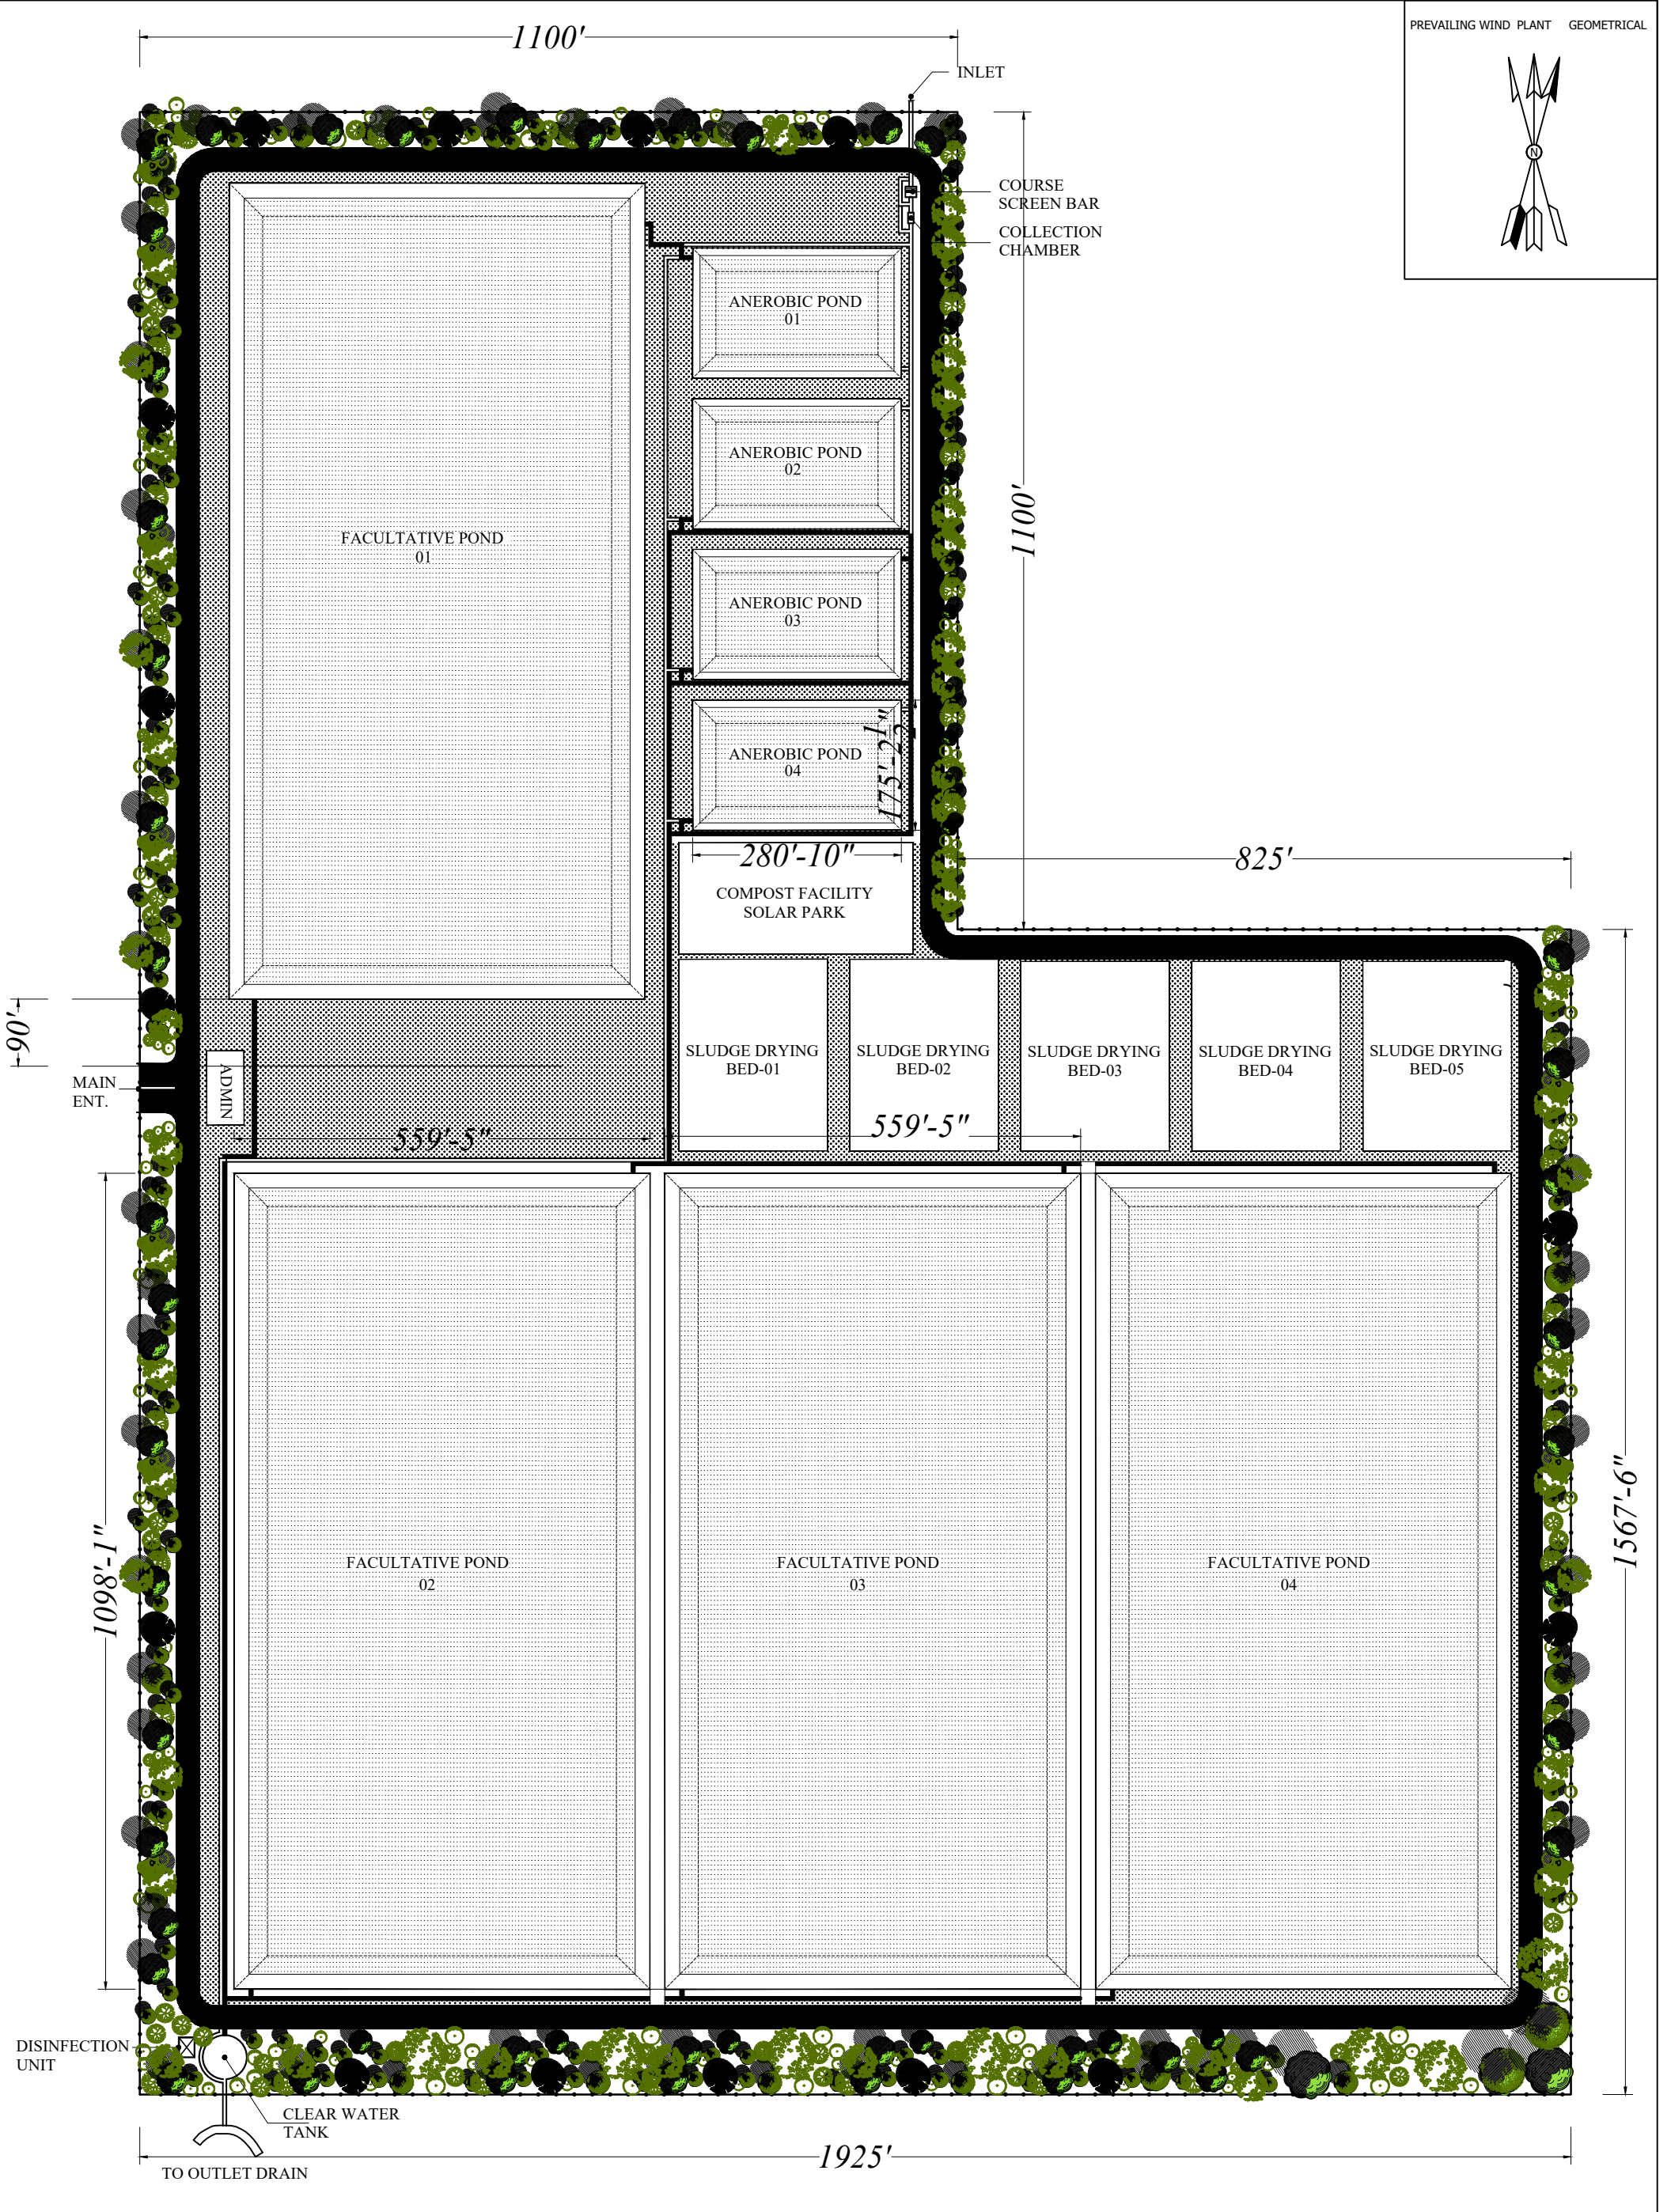 PREVAILING WIND PLANT GEOMETRICAL
N
1100'
INLET
COURSE
SCREEN BAR
COLLECTION
CHAMBER
ANEROBIC POND
01
ANEROBIC POND
02
1100'
FACULTATIVE POND
01
ANEROBIC POND
03
ANEROBIC POND
04
175'-2 1/2"
280'-10"
825'
COMPOST FACILITY
SOLAR PARK
90'
MAIN
ENT.
ADMIN
SLUDGE DRYING
BED-01
SLUDGE DRYING
BED-02
SLUDGE DRYING
BED-03
SLUDGE DRYING
BED-04
SLUDGE DRYING
BED-05
559'-5"
559'-5"
1098'-1"
1567'-6"
FACULTATIVE POND
02
FACULTATIVE POND
03
FACULTATIVE POND
04
DISINFECTION
UNIT
CLEAR WATER
TANK
TO OUTLET DRAIN
1925'